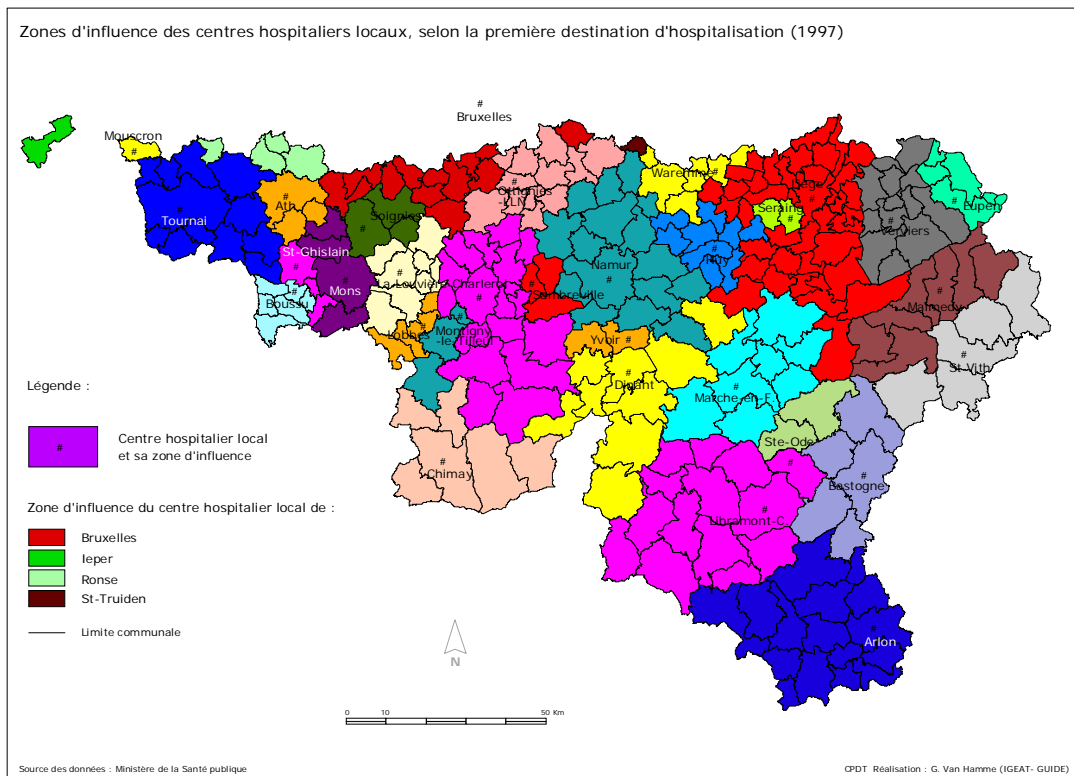 Zones d'influence des centres hospitaliers locaux, selon la première destination d'hospitalisation (1997)
#
Bruxelles
Mouscron
#
Waremme
#
Ottignies
-LLN
#
Liège
#
Seraing
#
Eupen
#
Verviers
#
Ath
#
Soignies
#
Tournai
#
St-Ghislain
#
Mons
#
Boussu
#
La Louvière
#
Charleroi
#
Sambreville
#
Namur
#
Huy
#
Malmedy
#
St-Vith
#
Lobbes
#
Montigny
-le-Tilleul
#
Yvoir
#
Dinant
#
Marche-en-F.
#
Ste-Ode
#
Chimay
#
Bastogne
#
Libramont-C.
#
Arlon
#
Légende :
#
Centre hospitalier local
et sa zone d'influence
Zone d'influence du centre hospitalier local de :
Bruxelles
Ieper
Ronse
St-Truiden
Limite communale
N
0 10 50 Km
Source des données : Ministère de la Santé publique
CPDT Réalisation : G. Van Hamme (IGEAT- GUIDE)